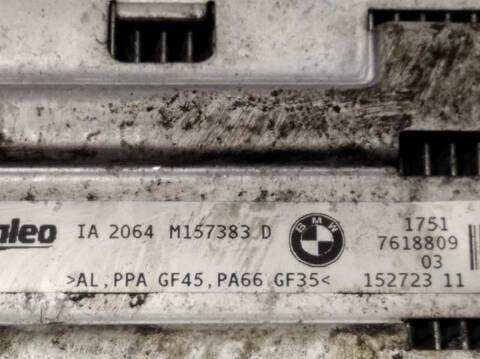 aleo IA 2064 M157383 D BMW 1751
7618809
03
>AL,PPA GF45,PA66 GF35< 152723 11